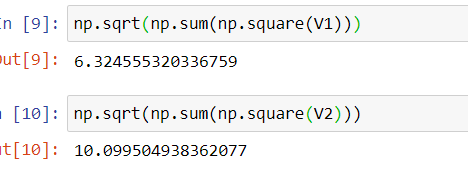 In [9]: np.sqrt(np.sum(np.square(V1)))
Out[9]: 6.324555320336759
n [10]: np.sqrt(np.sum(np.square(V2)))
ut[10]: 10.099504938362077